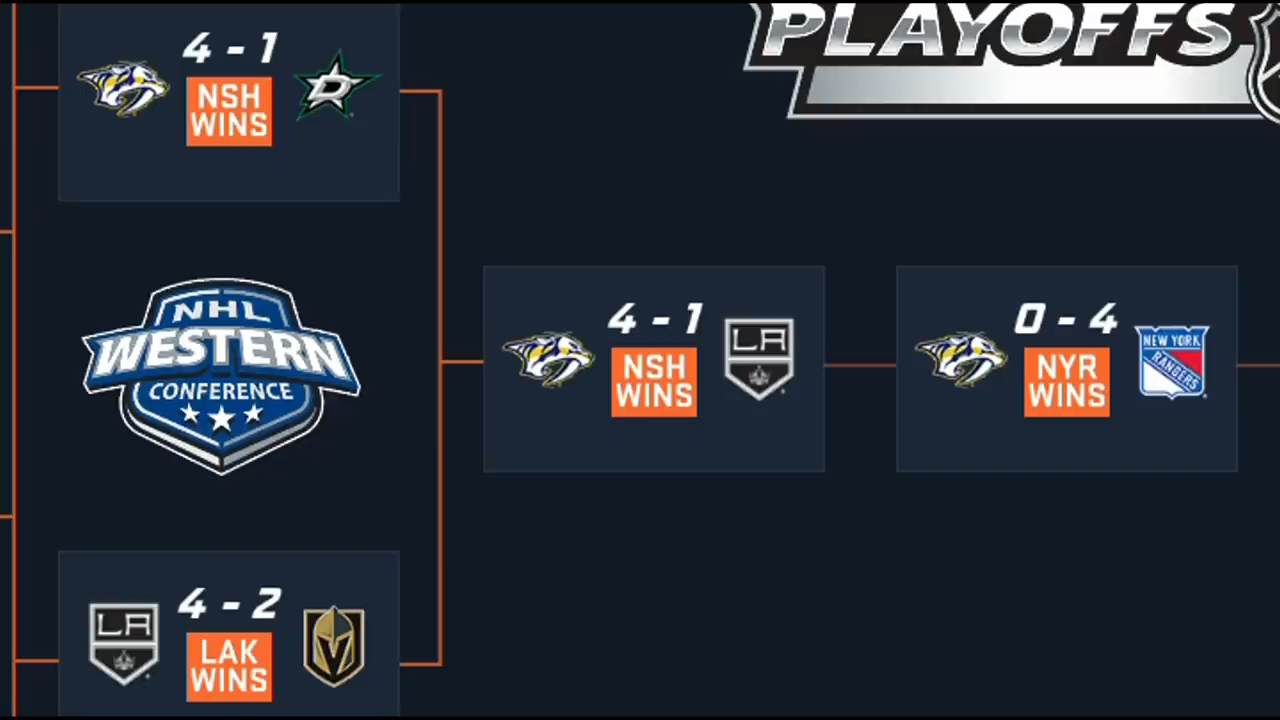 PLAYOFFS
4 - 1
NSH
WINS
D
NHL
WESTERN
CONFERENCE
4 - 1
NSH
WINS
LA
0 - 4
NYR
WINS
NEW YORK
RANGERS
4 - 2
LAK
WINS
LA